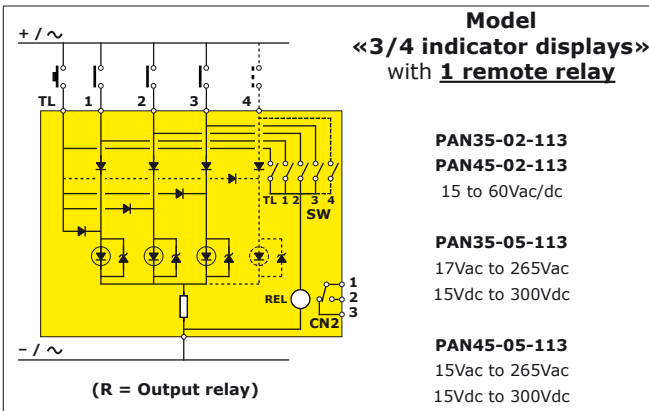 Model
«3/4 indicator displays»
with 1 remote relay
+ / ~
TL 1 2 3 4
TL 1 2 3 4
SW
REL
1
2
3
CN2
– / ~
(R = Output relay)
PAN35-02-113
PAN45-02-113
15 to 60Vac/dc
PAN35-05-113
17Vac to 265Vac
15Vdc to 300Vdc
PAN45-05-113
15Vac to 265Vac
15Vdc to 300Vdc